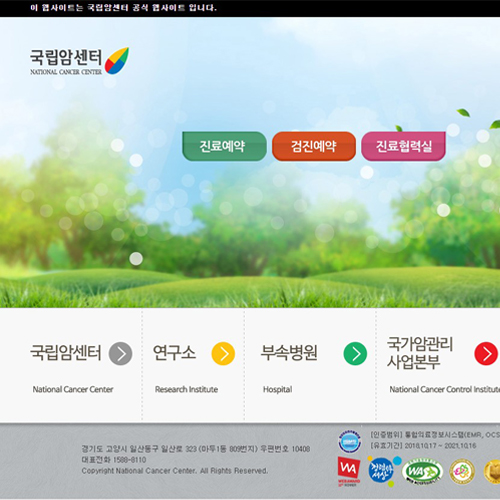 이 웹사이트는 국립암센터 공식 웹사이트 입니다.
국립암센터
NATIONAL CANCER CENTER
진료예약 검진예약 진료협력실
국립암센터 연구소 부속병원 국가암관리
사업본부
National Cancer Center Research Institute Hospital National Cancer Control Institute
경기도 고양시 일산동구 일산로 323 (마두1동 809번지) 우편번호 10408
대표전화 1588-8110
Copyright National Cancer Center. All Rights Reserved.
[인증범위] 통합의료정보시스템(EMR, OCS
[유효기간] 2018.10.17 ~ 2021.10.16
WA